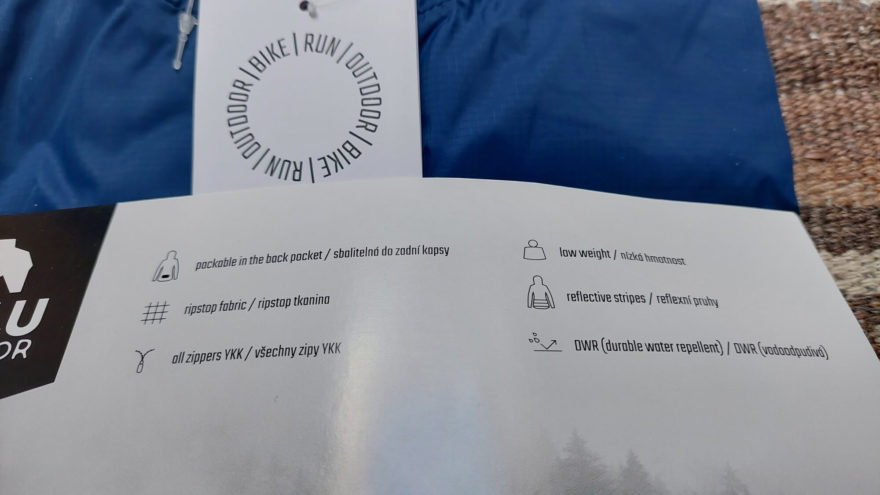 OUTDOOR | BIKE | RUN | OUTDOOR | BIKE | RUN |
packable in the back pocket / sbalitelná do zadní kapsy
ripstop fabric / ripstop tkanina
all zippers YKK / všechny zipy YKK
low weight / nízká hmotnost
reflective stripes / reflexní pruhy
DWR (durable water repellent) / DWR (vodoodpudivá)